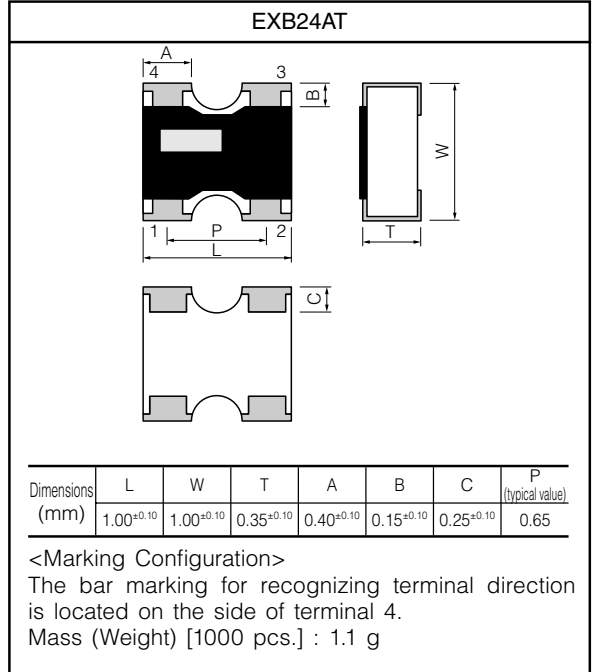 EXB24AT
A
4 3
B
W
1 P 2
L
T
C
Dimensions (mm) L W T A B C P (typical value)
1.00±0.10 1.00±0.10 0.35±0.10 0.40±0.10 0.15±0.10 0.25±0.10 0.65
<Marking Configuration>
The bar marking for recognizing terminal direction
is located on the side of terminal 4.
Mass (Weight) [1000 pcs.] : 1.1 g